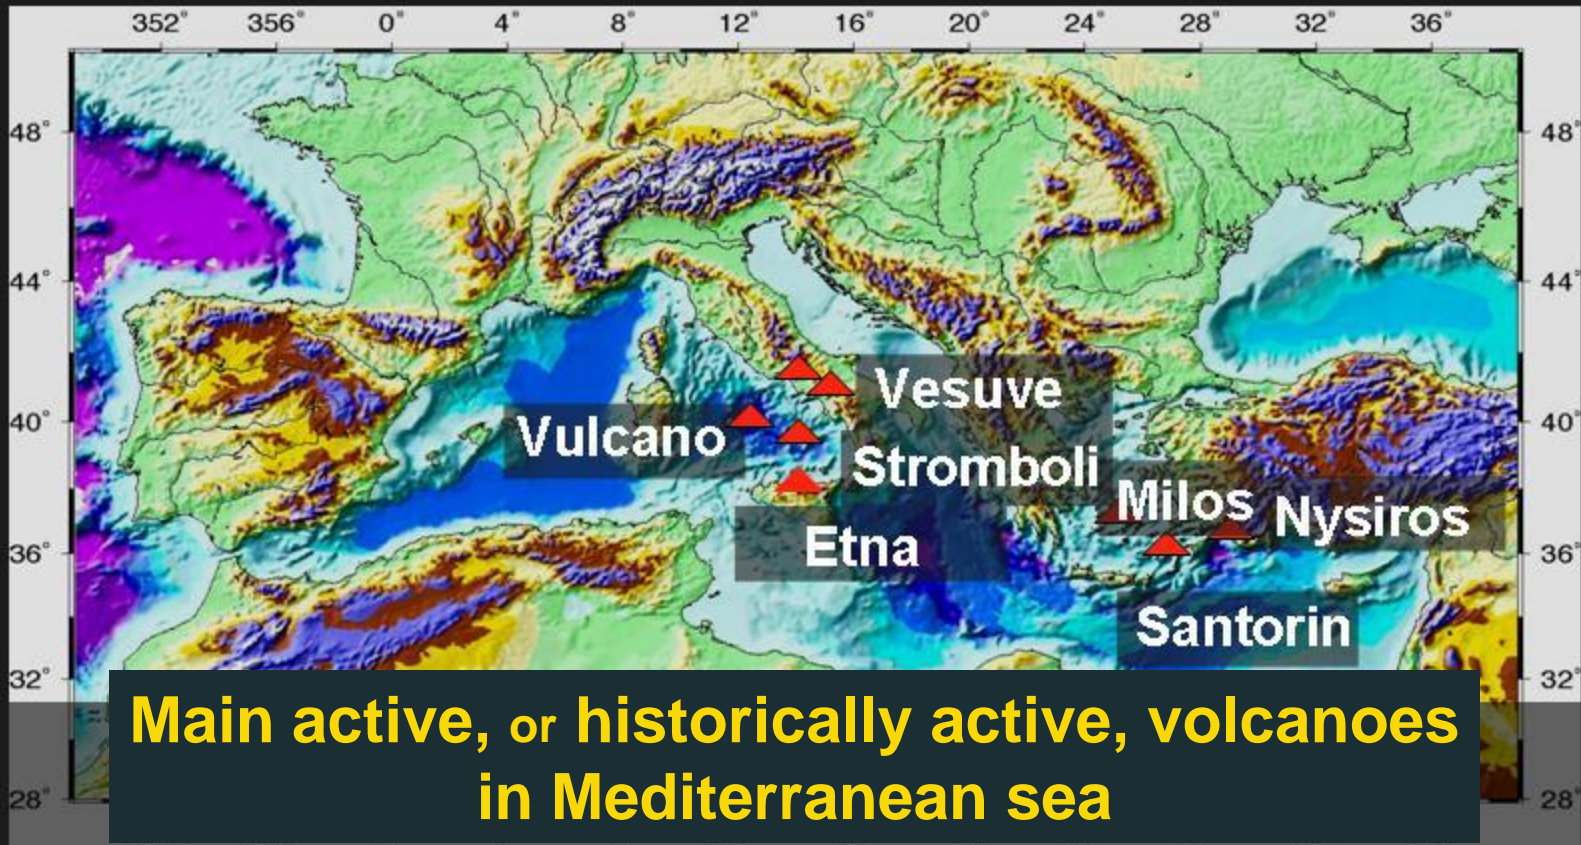 352° 356° 0° 4° 8° 12° 16° 20° 24° 28° 32° 36°
48° 48°
44° 44°
Vesuve
40° 40°
Vulcano
Stromboli
Milos Nysiros
Etna
36° 36°
Santorin
32° 32°
Main active, or historically active, volcanoes
in Mediterranean sea
28° 28°